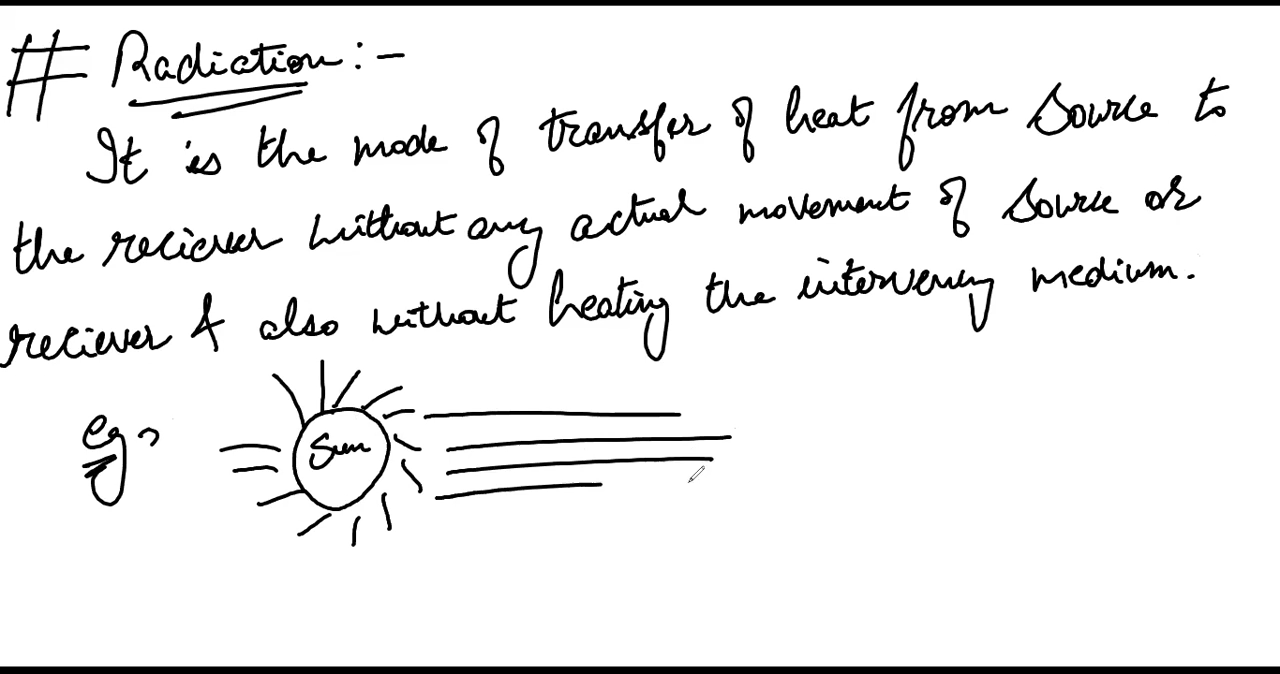 # Radiation :-
It is the mode of transfer of heat from source to
the reciever without any actual movement of source or
reciever & also without heating the intervening medium.
eg →
Sun